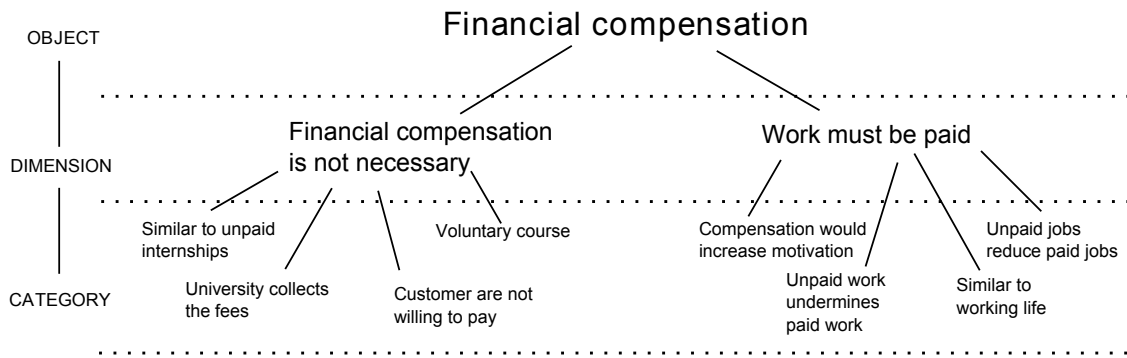 Financial compensation
OBJECT
Financial compensation
is not necessary
Work must be paid
DIMENSION
Similar to unpaid
internships
Voluntary course
Compensation would
increase motivation
Unpaid jobs
reduce paid jobs
CATEGORY
University collects
the fees
Customer are not
willing to pay
Unpaid work
undermines
paid work
Similar to
working life